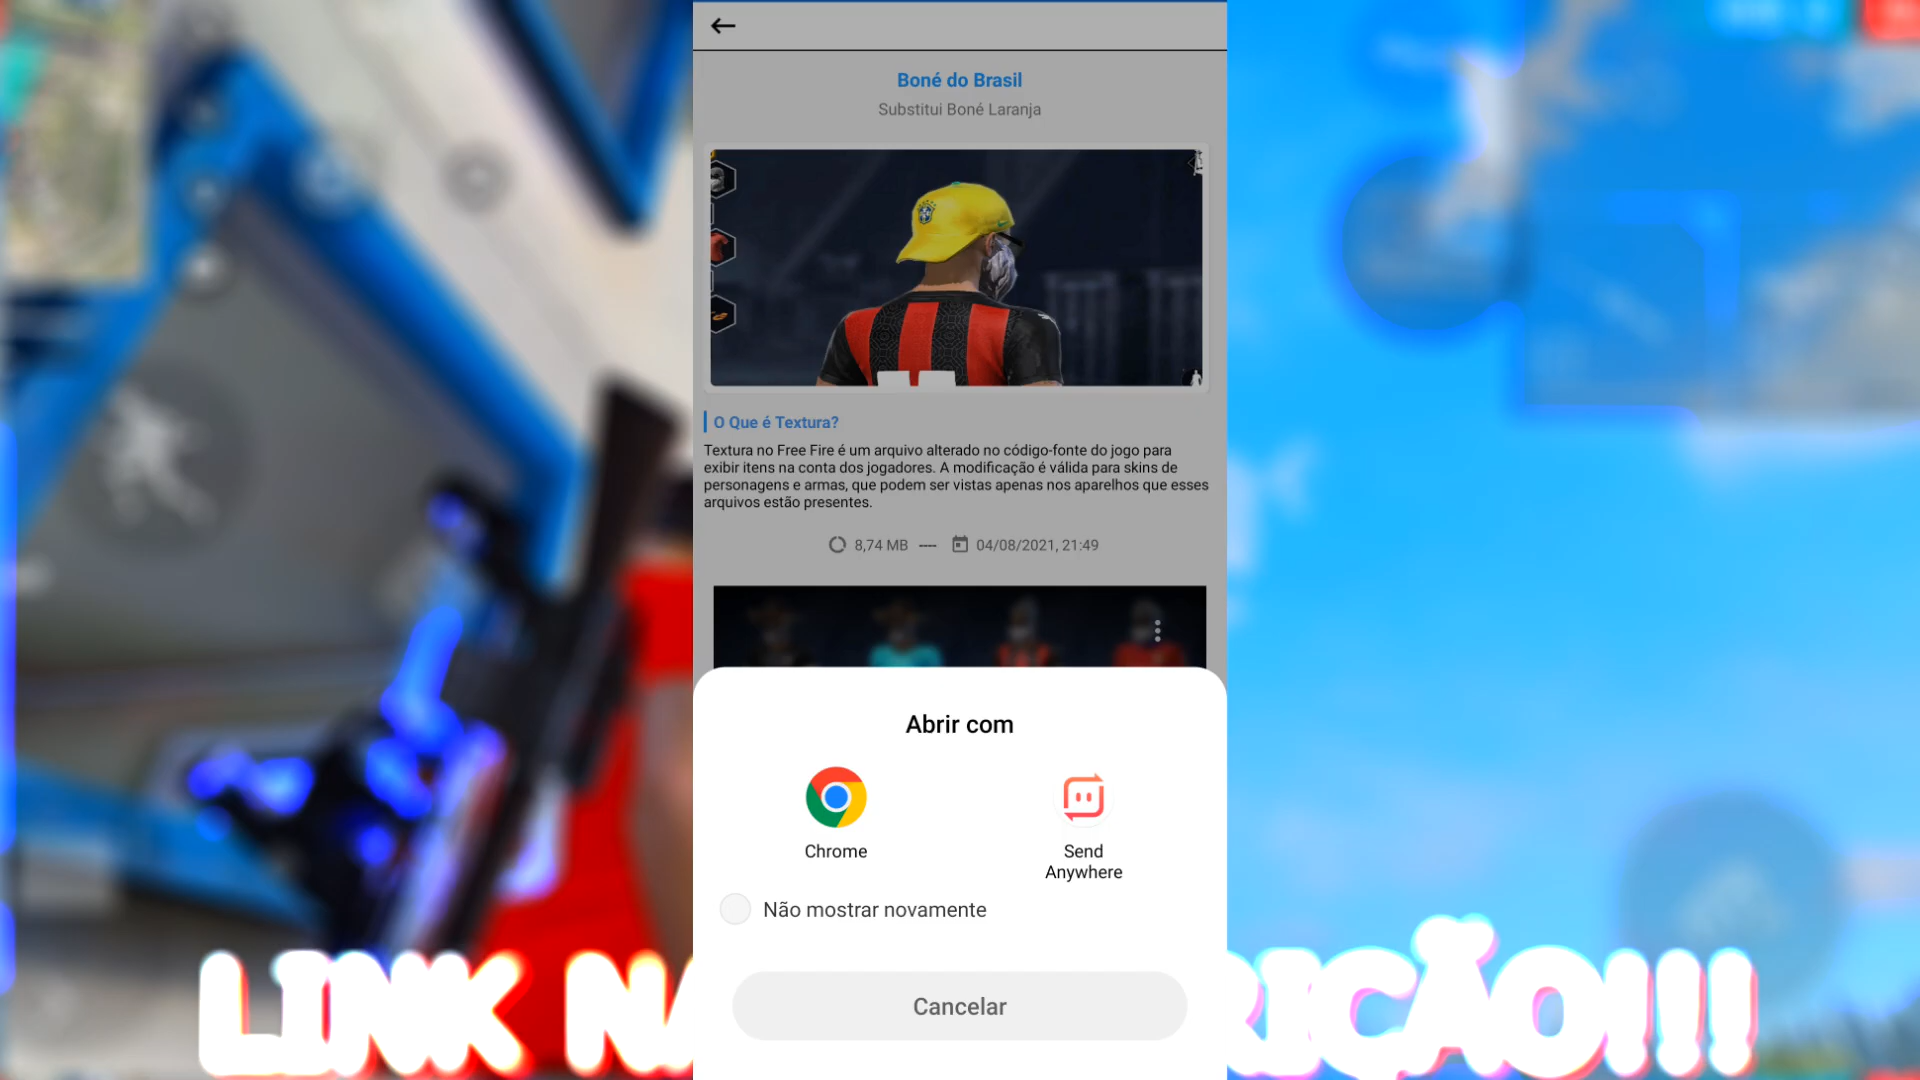 Boné do Brasil
Substitui Boné Laranja
O Que é Textura?
Textura no Free Fire é um arquivo alterado no código-fonte do jogo para
exibir itens na conta dos jogadores. A modificação é válida para skins de
personagens e armas, que podem ser vistas apenas nos aparelhos que esses
arquivos estão presentes.
8,74 MB ---- 04/08/2021, 21:49
Abrir com
Chrome
Send
Anywhere
Não mostrar novamente
Cancelar
LINK NA RIÇÃO!!!